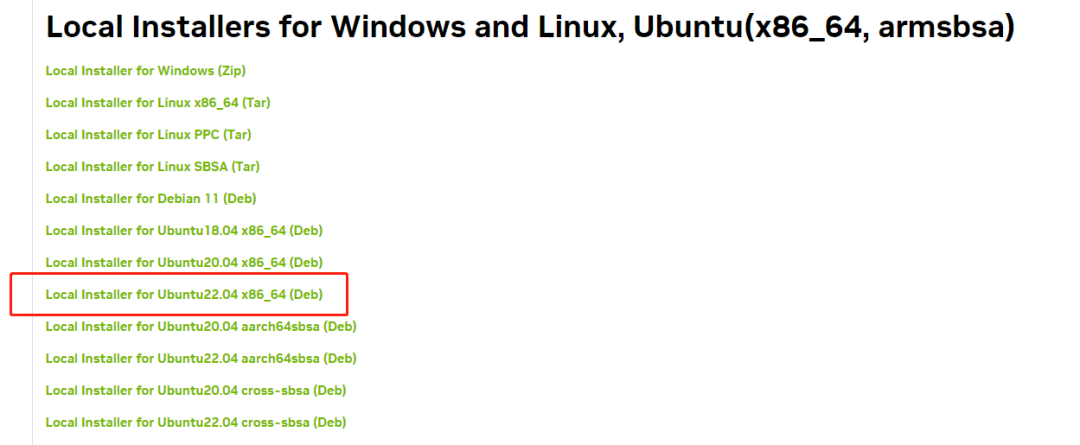 Local Installers for Windows and Linux, Ubuntu(x86_64, armsbsa)
Local Installer for Windows (Zip)
Local Installer for Linux x86_64 (Tar)
Local Installer for Linux PPC (Tar)
Local Installer for Linux SBSA (Tar)
Local Installer for Debian 11 (Deb)
Local Installer for Ubuntu18.04 x86_64 (Deb)
Local Installer for Ubuntu20.04 x86_64 (Deb)
Local Installer for Ubuntu22.04 x86_64 (Deb)
Local Installer for Ubuntu20.04 aarch64sbsa (Deb)
Local Installer for Ubuntu22.04 aarch64sbsa (Deb)
Local Installer for Ubuntu20.04 cross-sbsa (Deb)
Local Installer for Ubuntu22.04 cross-sbsa (Deb)